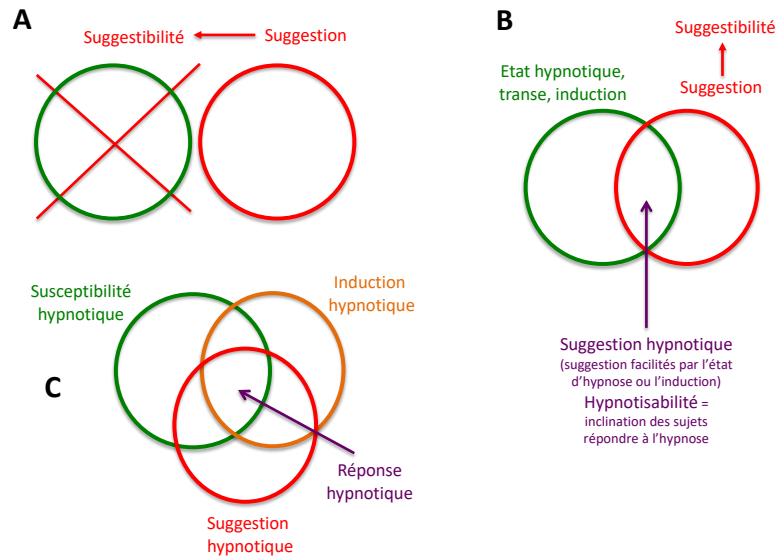 A
Suggestibilité
Suggestion
B
Suggestibilité
Suggestion
Etat hypnotique,
transe, induction
Suggestion hypnotique
(suggestion facilités par l'état
d'hypnose ou l'induction)
Hypnotisabilité =
inclination des sujets
répondre à l'hypnose
C
Susceptibilité
hypnotique
Induction
hypnotique
Réponse
hypnotique
Suggestion
hypnotique